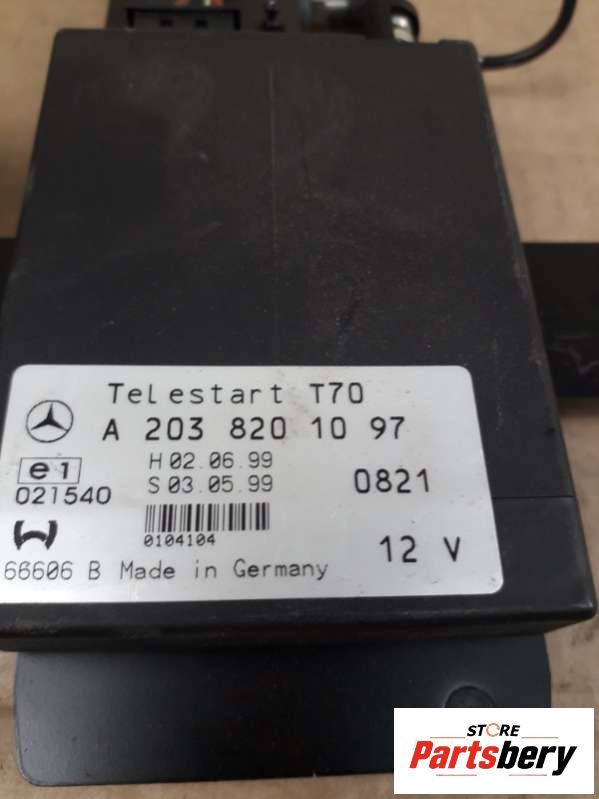 Telestart T70
A 203 820 10 97
e1
H 02.06.99
021540
S 03.05.99
0821
0104104
12 V
66606 B Made in Germany
STORE
Partsbery